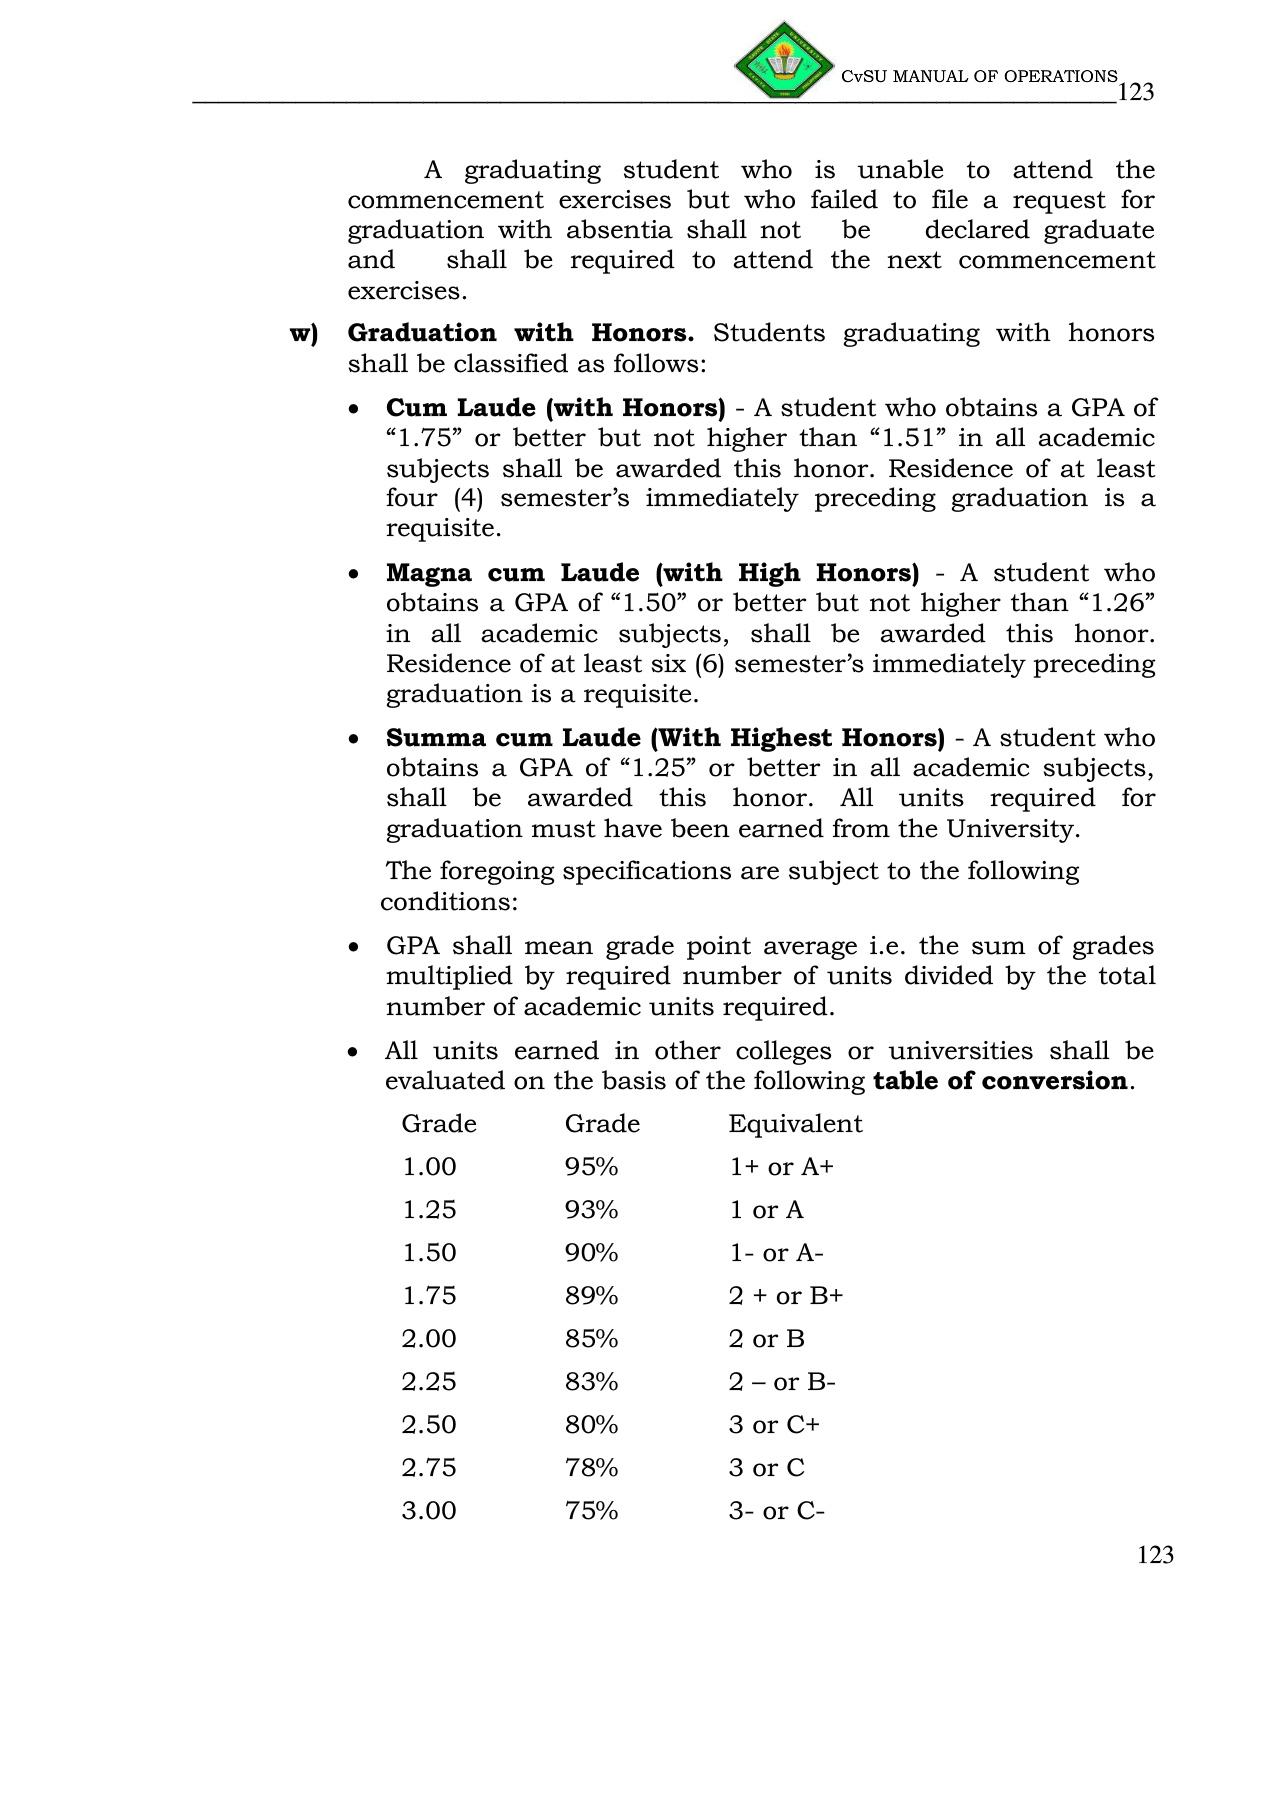 CvSU MANUAL OF OPERATIONS
123
A graduating student who is unable to attend the
commencement exercises but who failed to file a request for
graduation with absentia shall not be declared graduate
and shall be required to attend the next commencement
exercises.
w) Graduation with Honors. Students graduating with honors
shall be classified as follows:
• Cum Laude (with Honors) - A student who obtains a GPA of
“1.75” or better but not higher than “1.51” in all academic
subjects shall be awarded this honor. Residence of at least
four (4) semester’s immediately preceding graduation is a
requisite.
• Magna cum Laude (with High Honors) - A student who
obtains a GPA of “1.50” or better but not higher than “1.26”
in all academic subjects, shall be awarded this honor.
Residence of at least six (6) semester’s immediately preceding
graduation is a requisite.
• Summa cum Laude (With Highest Honors) - A student who
obtains a GPA of “1.25” or better in all academic subjects,
shall be awarded this honor. All units required for
graduation must have been earned from the University.
The foregoing specifications are subject to the following
conditions:
• GPA shall mean grade point average i.e. the sum of grades
multiplied by required number of units divided by the total
number of academic units required.
• All units earned in other colleges or universities shall be
evaluated on the basis of the following table of conversion.
Grade Grade Equivalent
1.00 95% 1+ or A+
1.25 93% 1 or A
1.50 90% 1- or A-
1.75 89% 2 + or B+
2.00 85% 2 or B
2.25 83% 2 – or B-
2.50 80% 3 or C+
2.75 78% 3 or C
3.00 75% 3- or C-
123